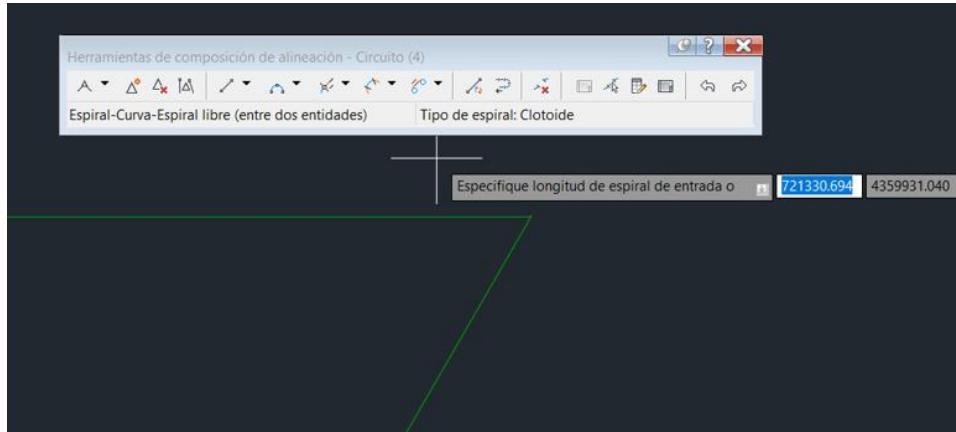 Herramientas de composición de alineación - Circuito (4)
Espiral-Curva-Espiral libre (entre dos entidades) Tipo de espiral: Clotoide
Especifique longitud de espiral de entrada o 721330.694 4359931.040